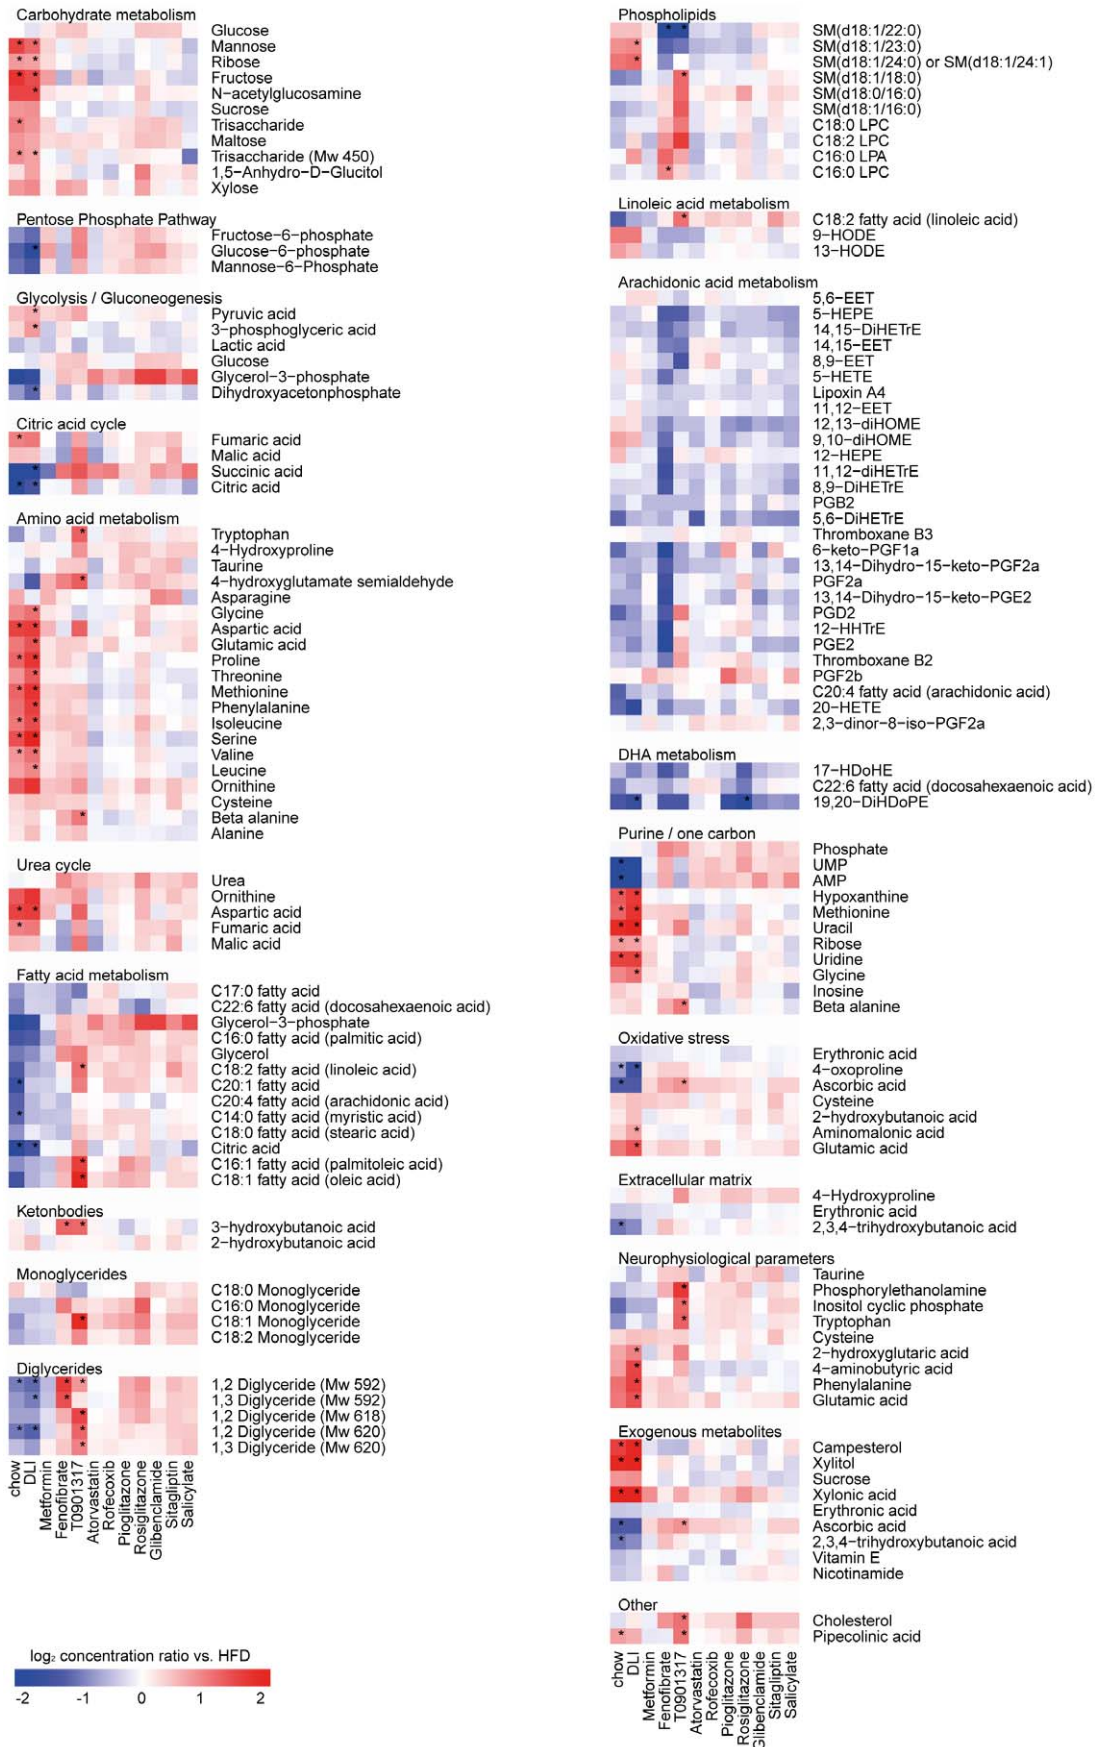 Carbohydrate metabolism
Glucose
Mannose
Ribose
Fructose
N−acetylglucosamine
Sucrose
Trisaccharide
Maltose
Trisaccharide (Mw 450)
1,5−Anhydro−D−Glucitol
Xylose
Pentose Phosphate Pathway
Fructose−6−phosphate
Glucose−6−phosphate
Mannose−6−Phosphate
Glycolysis / Gluconeogenesis
Pyruvic acid
3−phosphoglyceric acid
Lactic acid
Glucose
Glycerol−3−phosphate
Dihydroxyacetonphosphate
Citric acid cycle
Fumaric acid
Malic acid
Succinic acid
Citric acid
Amino acid metabolism
Tryptophan
4−Hydroxyproline
Taurine
4−hydroxyglutamate semialdehyde
Asparagine
Glycine
Aspartic acid
Glutamic acid
Proline
Threonine
Methionine
Phenylalanine
Isoleucine
Serine
Valine
Leucine
Ornithine
Cysteine
Beta alanine
Alanine
Urea cycle
Urea
Ornithine
Aspartic acid
Fumaric acid
Malic acid
Fatty acid metabolism
C17:0 fatty acid
C22:6 fatty acid (docosahexaenoic acid)
Glycerol−3−phosphate
C16:0 fatty acid (palmitic acid)
Glycerol
C18:2 fatty acid (linoleic acid)
C20:1 fatty acid
C20:4 fatty acid (arachidonic acid)
C14:0 fatty acid (myristic acid)
C18:0 fatty acid (stearic acid)
Citric acid
C16:1 fatty acid (palmitoleic acid)
C18:1 fatty acid (oleic acid)
Ketonbodies
3−hydroxybutanoic acid
2−hydroxybutanoic acid
Monoglycerides
C18:0 Monoglyceride
C16:0 Monoglyceride
C18:1 Monoglyceride
C18:2 Monoglyceride
Diglycerides
1,2 Diglyceride (Mw 592)
1,3 Diglyceride (Mw 592)
1,2 Diglyceride (Mw 618)
1,2 Diglyceride (Mw 620)
1,3 Diglyceride (Mw 620)
chow
DLI
Metformin
Fenofibrate
T0901317
Atorvastatin
Rofecoxib
Pioglitazone
Rosiglitazone
Glibenclamide
Sitagliptin
Salicylate
log₂ concentration ratio vs. HFD
-2 -1 0 1 2
Phospholipids
SM(d18:1/22:0)
SM(d18:1/23:0)
SM(d18:1/24:0) or SM(d18:1/24:1)
SM(d18:1/18:0)
SM(d18:0/16:0)
SM(d18:1/16:0)
C18:0 LPC
C18:2 LPC
C16:0 LPA
C16:0 LPC
Linoleic acid metabolism
C18:2 fatty acid (linoleic acid)
9−HODE
13−HODE
Arachidonic acid metabolism
5,6−EET
5−HEPE
14,15−DiHETrE
14,15−EET
8,9−EET
5−HETE
Lipoxin A4
11,12−EET
12,13−diHOME
9,10−diHOME
12−HEPE
11,12−diHETrE
8,9−DiHETrE
PGB2
5,6−DiHETrE
Thromboxane B3
6−keto−PGF1a
13,14−Dihydro−15−keto−PGF2a
PGF2a
13,14−Dihydro−15−keto−PGE2
PGD2
12−HHTrE
PGE2
Thromboxane B2
PGF2b
C20:4 fatty acid (arachidonic acid)
20−HETE
2,3−dinor−8−iso−PGF2a
DHA metabolism
17−HDoHE
C22:6 fatty acid (docosahexaenoic acid)
19,20−DiHDoPE
Purine / one carbon
Phosphate
UMP
AMP
Hypoxanthine
Methionine
Uracil
Ribose
Uridine
Glycine
Inosine
Beta alanine
Oxidative stress
Erythronic acid
4−oxoproline
Ascorbic acid
Cysteine
2−hydroxybutanoic acid
Aminomalonic acid
Glutamic acid
Extracellular matrix
4−Hydroxyproline
Erythronic acid
2,3,4−trihydroxybutanoic acid
Neurophysiological parameters
Taurine
Phosphorylethanolamine
Inositol cyclic phosphate
Tryptophan
Cysteine
2−hydroxyglutaric acid
4−aminobutyric acid
Phenylalanine
Glutamic acid
Exogenous metabolites
Campesterol
Xylitol
Sucrose
Xylonic acid
Erythronic acid
Ascorbic acid
2,3,4−trihydroxybutanoic acid
Vitamin E
Nicotinamide
Other
Cholesterol
Pipecolinic acid
chow
DLI
Metformin
Fenofibrate
T0901317
Atorvastatin
Rofecoxib
Pioglitazone
Rosiglitazone
Glibenclamide
Sitagliptin
Salicylate